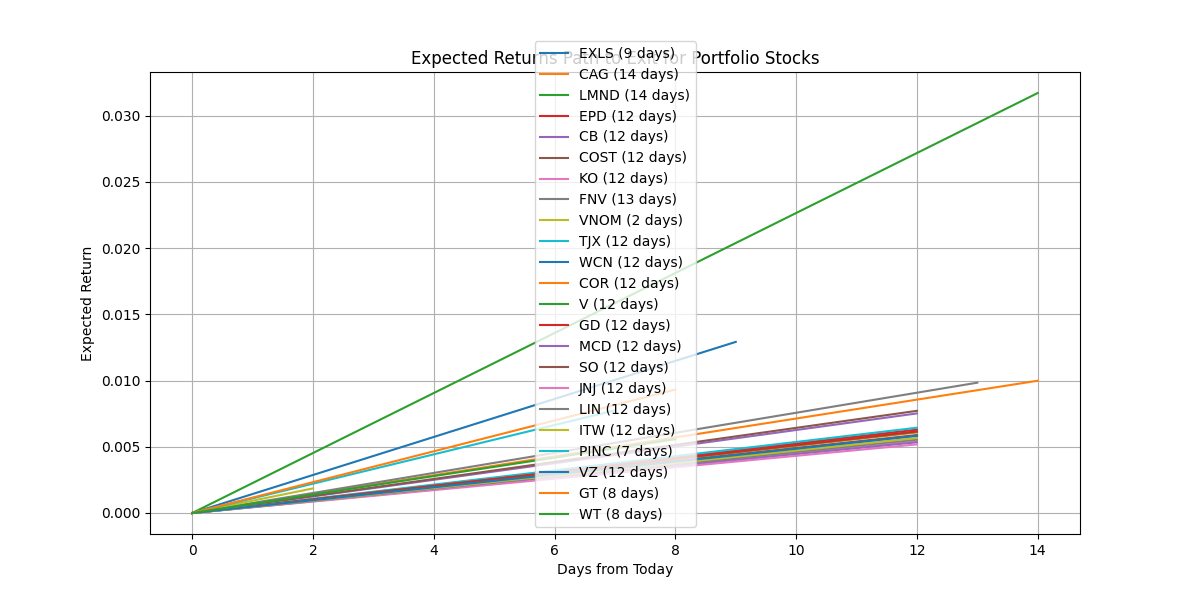 Expected Returns Path to Exit for Portfolio Stocks
EXLS (9 days)
CAG (14 days)
LMND (14 days)
EPD (12 days)
CB (12 days)
COST (12 days)
KO (12 days)
FNV (13 days)
VNOM (2 days)
TJX (12 days)
WCN (12 days)
COR (12 days)
V (12 days)
GD (12 days)
MCD (12 days)
SO (12 days)
JNJ (12 days)
LIN (12 days)
ITW (12 days)
PINC (7 days)
VZ (12 days)
GT (8 days)
WT (8 days)
Expected Return
0.030
0.025
0.020
0.015
0.010
0.005
0.000
0 2 4 6 8 10 12 14
Days from Today